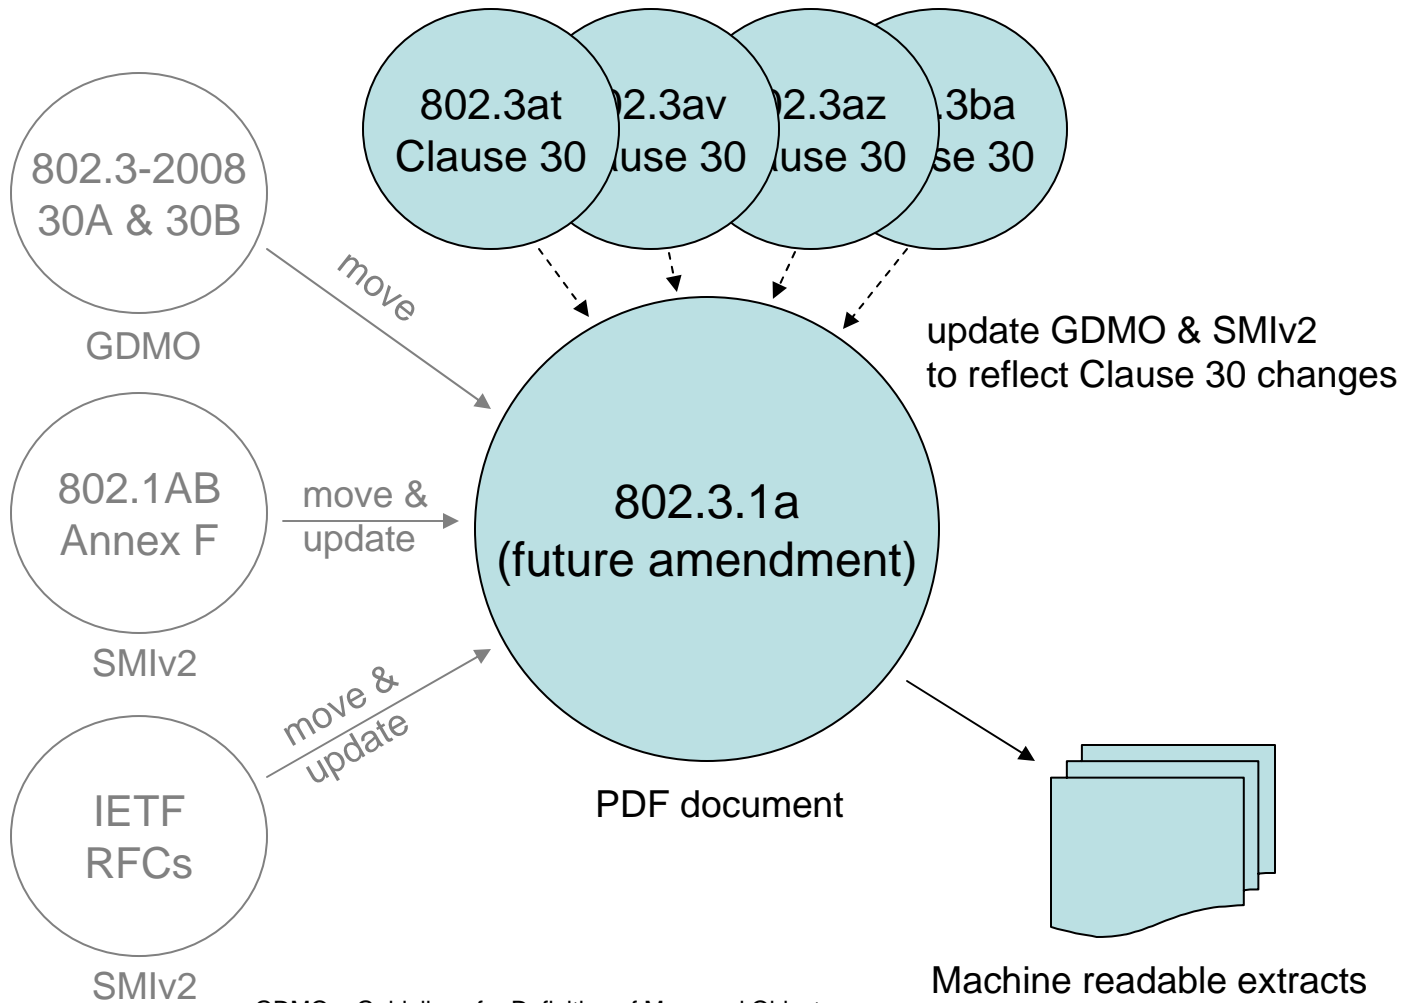 802.3at
Clause 30
02.3av
ause 30
02.3az
ause 30
.3ba
se 30
802.3-2008
30A & 30B
GDMO
move
update GDMO & SMIv2
to reflect Clause 30 changes
802.1AB
Annex F
SMIv2
move &
update
802.3.1a
(future amendment)
move &
update
IETF
RFCs
SMIv2
PDF document
Machine readable extracts